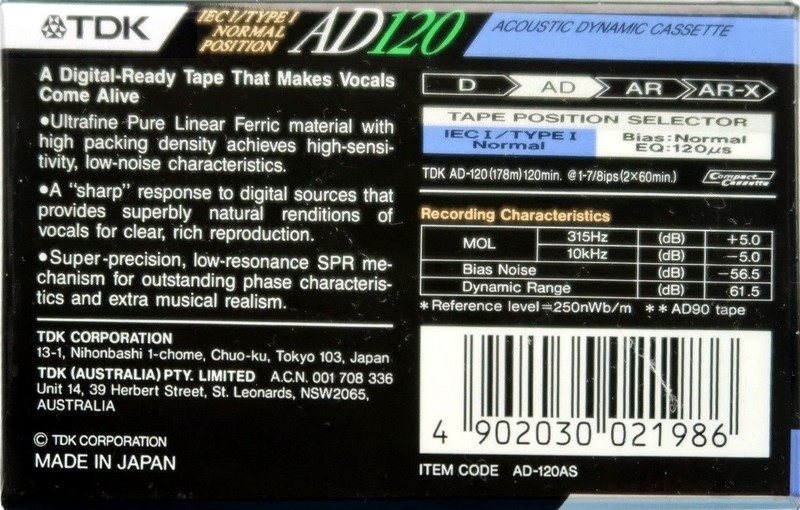 TDK
IEC I/TYPE I
NORMAL
POSITION
AD120
ACOUSTIC DYNAMIC CASSETTE
A Digital-Ready Tape That Makes Vocals
Come Alive
●Ultrafine Pure Linear Ferric material with
high packing density achieves high-sensi-
tivity, low-noise characteristics.
●A "sharp" response to digital sources that
provides superbly natural renditions of
vocals for clear, rich reproduction.
●Super-precision, low-resonance SPR me-
chanism for outstanding phase characteris-
tics and extra musical realism.
TDK CORPORATION
13-1, Nihonbashi 1-chome, Chuo-ku, Tokyo 103, Japan
TDK (AUSTRALIA) PTY. LIMITED A.C.N. 001 708 336
Unit 14, 39 Herbert Street, St. Leonards, NSW2065,
AUSTRALIA
© TDK CORPORATION
MADE IN JAPAN
D AD AR AR-X
TAPE POSITION SELECTOR
IEC I/TYPE I
Normal
Bias:Normal
EQ:120μs
TDK AD-120(178m)120min. @1-7/8ips(2×60min.)
Compact
Cassette
Recording Characteristics
MOL 315Hz (dB) +5.0
10kHz (dB) −5.0
Bias Noise (dB) −56.5
Dynamic Range (dB) 61.5
*Reference level≒250nWb/m **AD90 tape
4 902030 021986
ITEM CODE AD-120AS